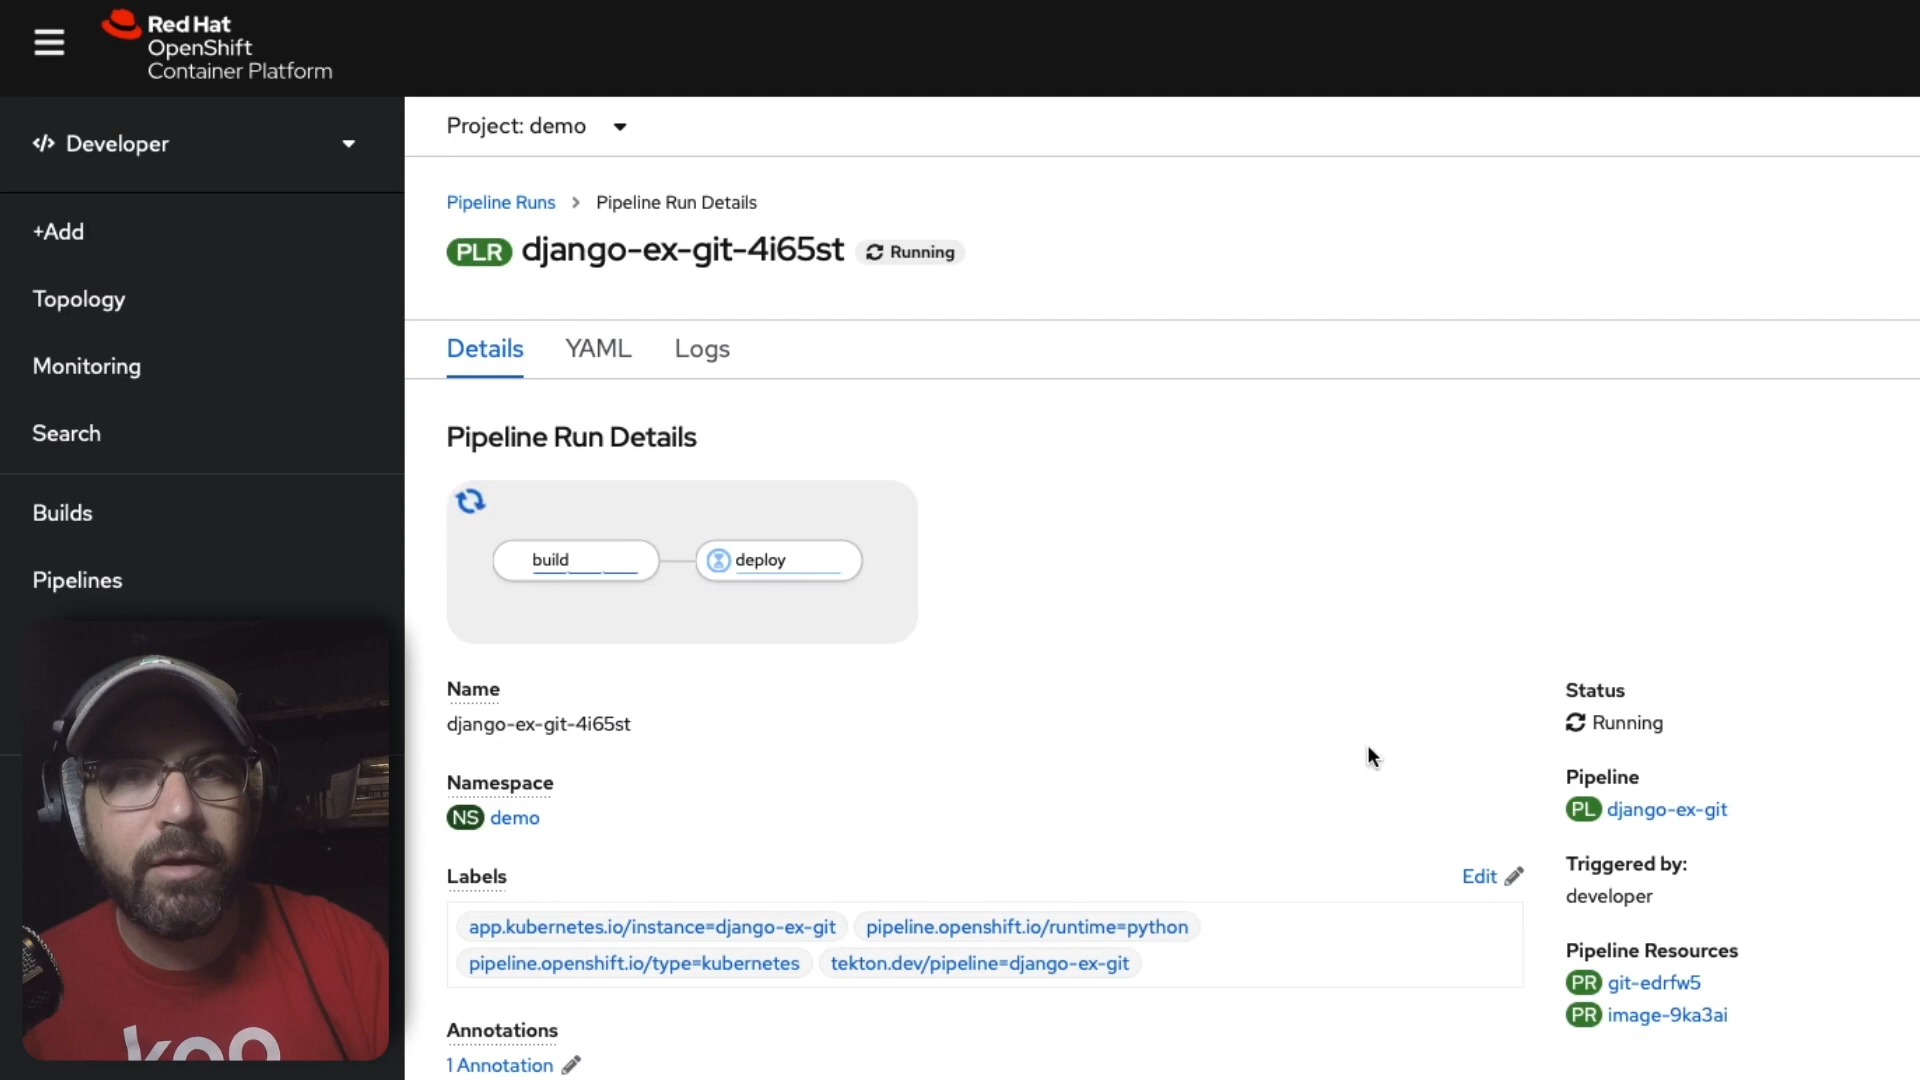 Red Hat
OpenShift
Container Platform
Developer
+Add
Topology
Monitoring
Search
Builds
Pipelines
Project: demo
Pipeline Runs > Pipeline Run Details
PLR django-ex-git-4i65st Running
Details YAML Logs
Pipeline Run Details
build deploy
Name
django-ex-git-4i65st
Namespace
NS demo
Labels Edit
app.kubernetes.io/instance=django-ex-git pipeline.openshift.io/runtime=python
pipeline.openshift.io/type=kubernetes tekton.dev/pipeline=django-ex-git
Annotations
1 Annotation
Status
Running
Pipeline
PL django-ex-git
Triggered by:
developer
Pipeline Resources
PR git-edrfw5
PR image-9ka3ai